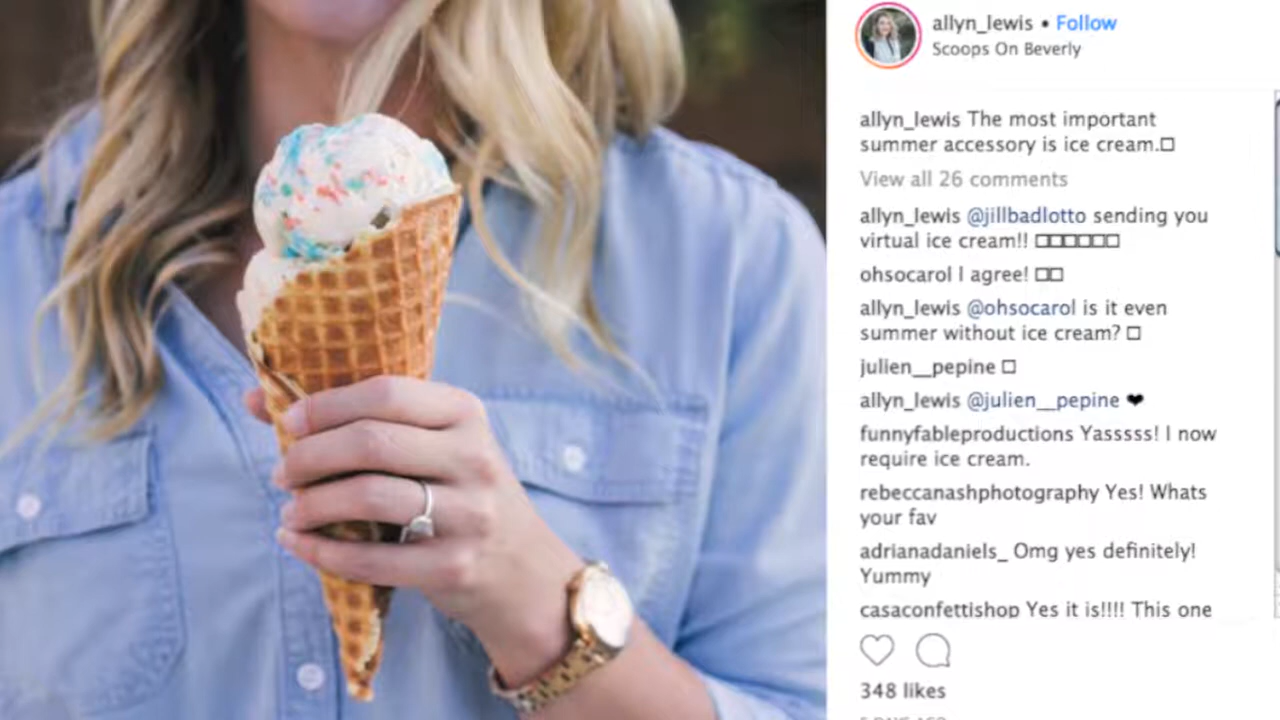 allyn_lewis • Follow
Scoops On Beverly
allyn_lewis The most important
summer accessory is ice cream.□
View all 26 comments
allyn_lewis @jillbadlotto sending you
virtual ice cream!! □□□□□□
ohsocarol I agree! □□
allyn_lewis @ohsocarol is it even
summer without ice cream? □
julien__pepine □
allyn_lewis @julien__pepine ❤
funnyfableproductions Yasssss! I now
require ice cream.
rebeccanashphotography Yes! Whats
your fav
adrianadaniels_ Omg yes definitely!
Yummy
casaconfettishop Yes it is!!!! This one
348 likes